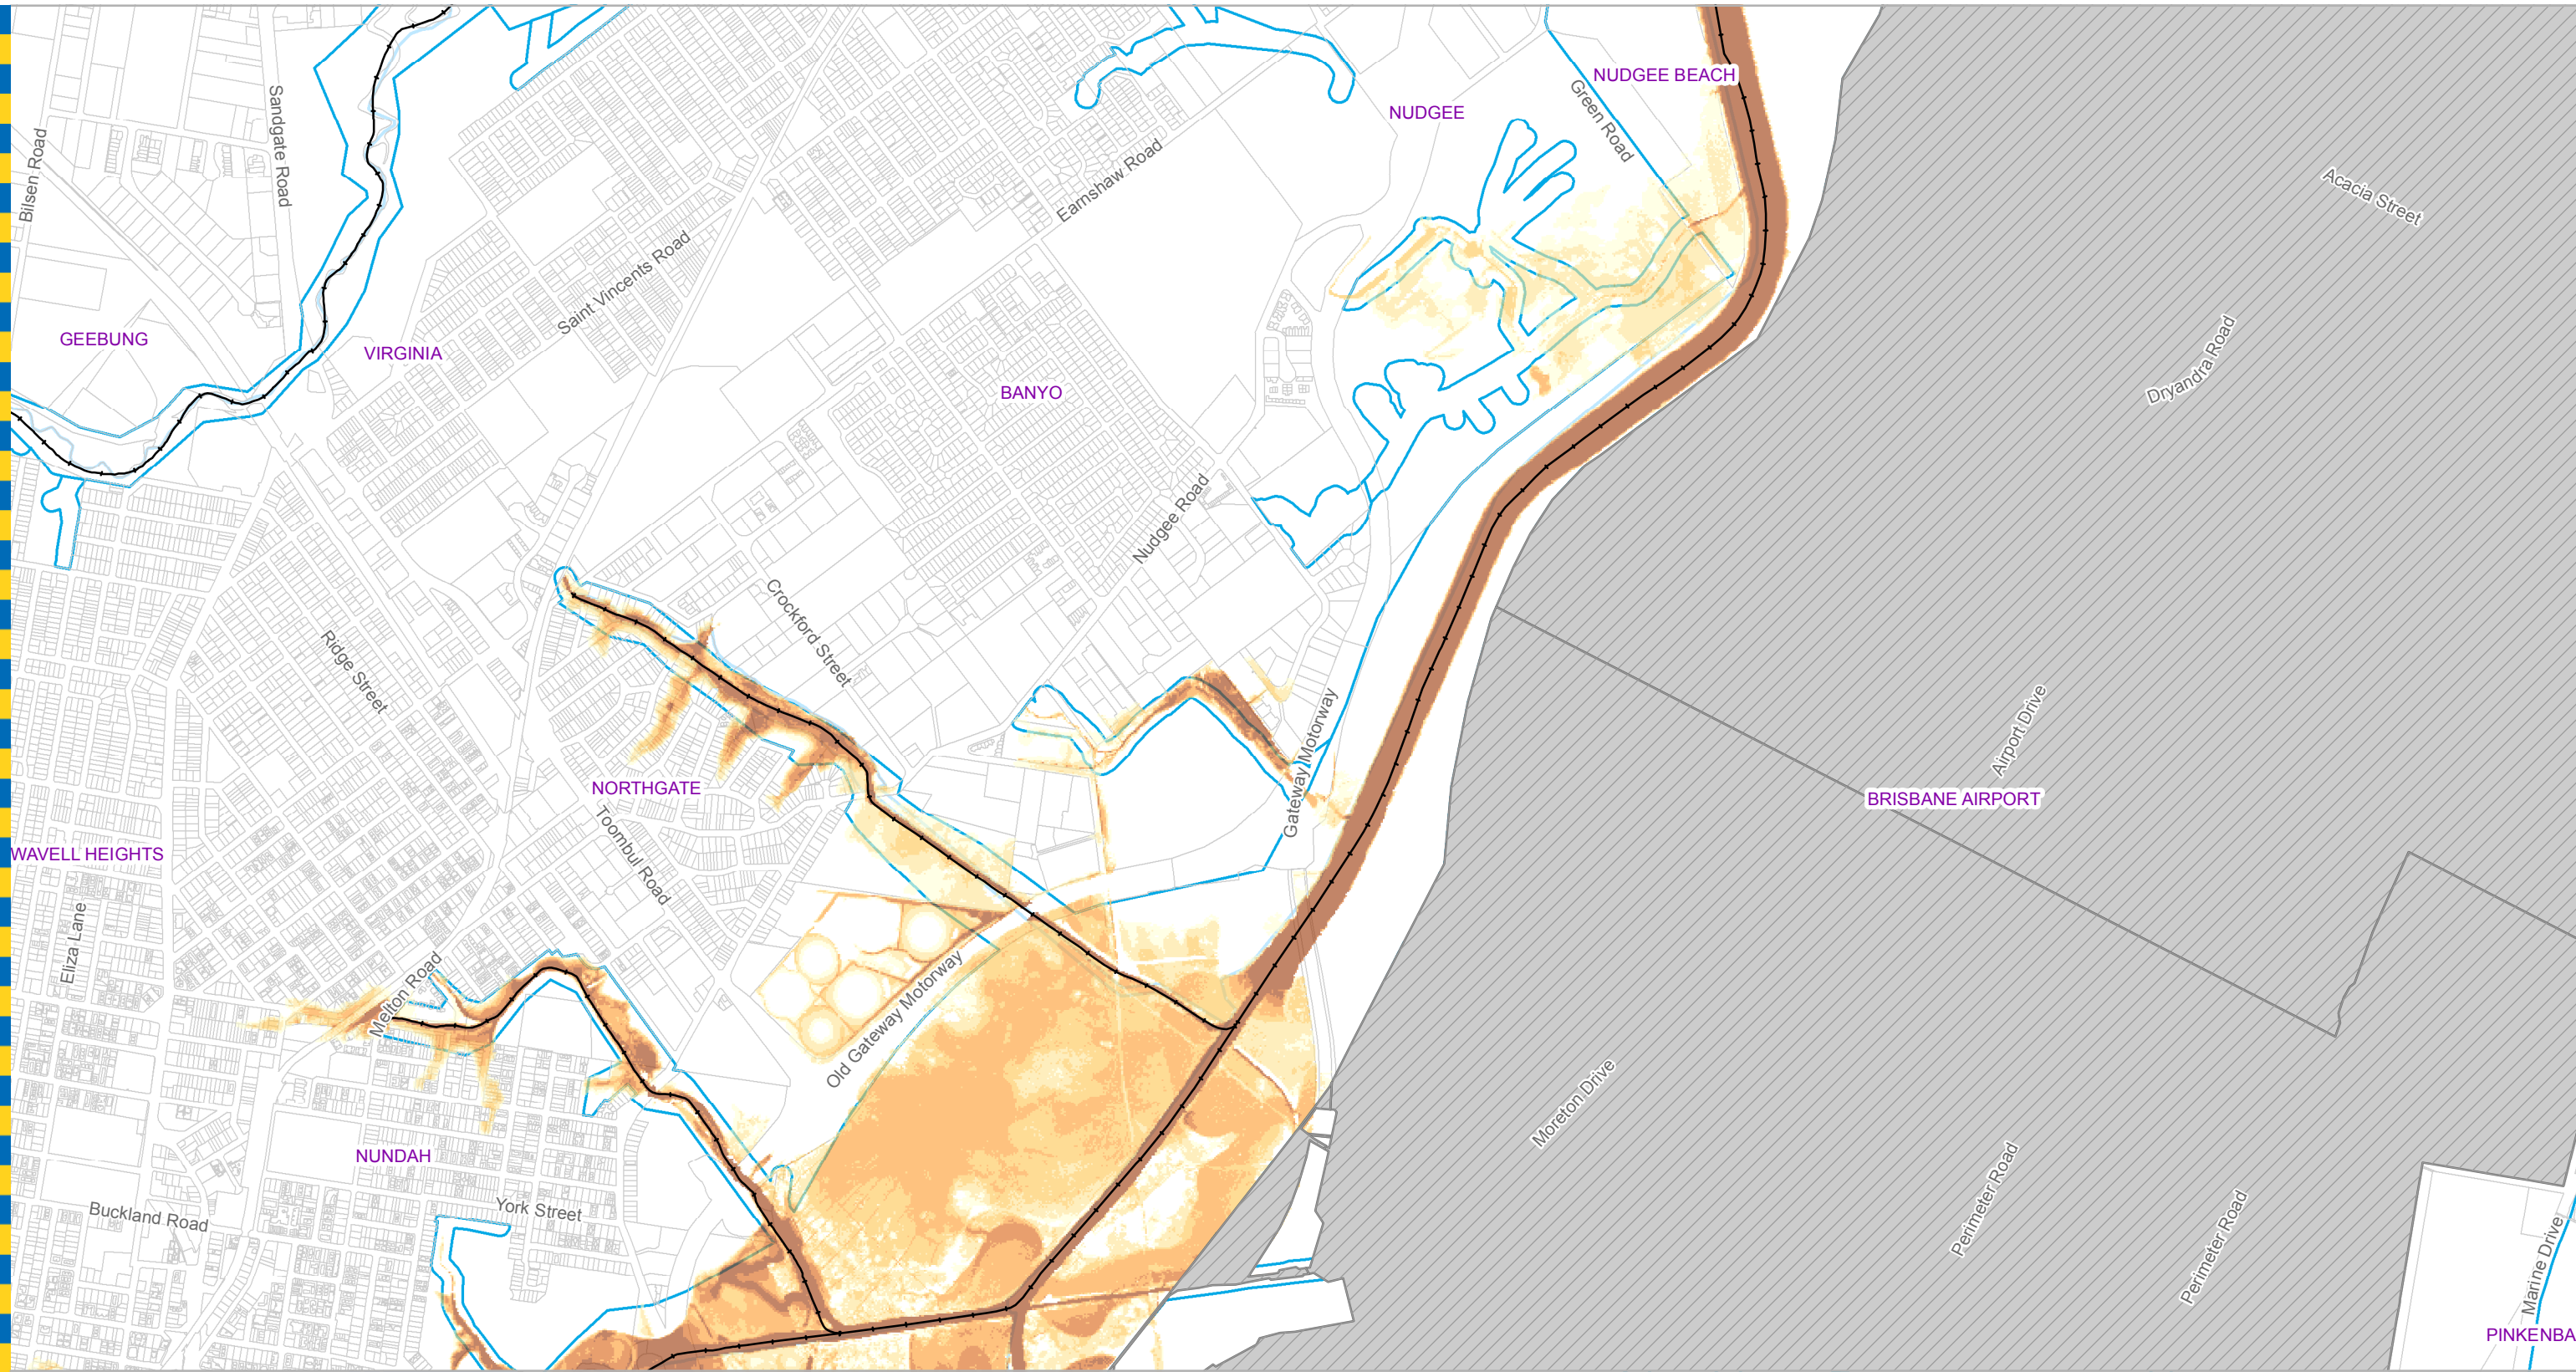 NUDGEE BEACH
Sandgate Road
Green Road
NUDGEE
Bilsen Road
Earnshaw Road
Acacia Street
Saint Vincents Road
GEEBUNG
VIRGINIA
Dryandra Road
BANYO
Nudgee Road
Crockford Street
Ridge Street
Airport Drive
Gateway Motorway
NORTHGATE
BRISBANE AIRPORT
Toombul Road
WAVELL HEIGHTS
Eliza Lane
Melton Road
Old Gateway Motorway
Moreton Drive
NUNDAH
Perimeter Road
Buckland Road
York Street
Perimeter Road
Marine Drive
PINKENBA